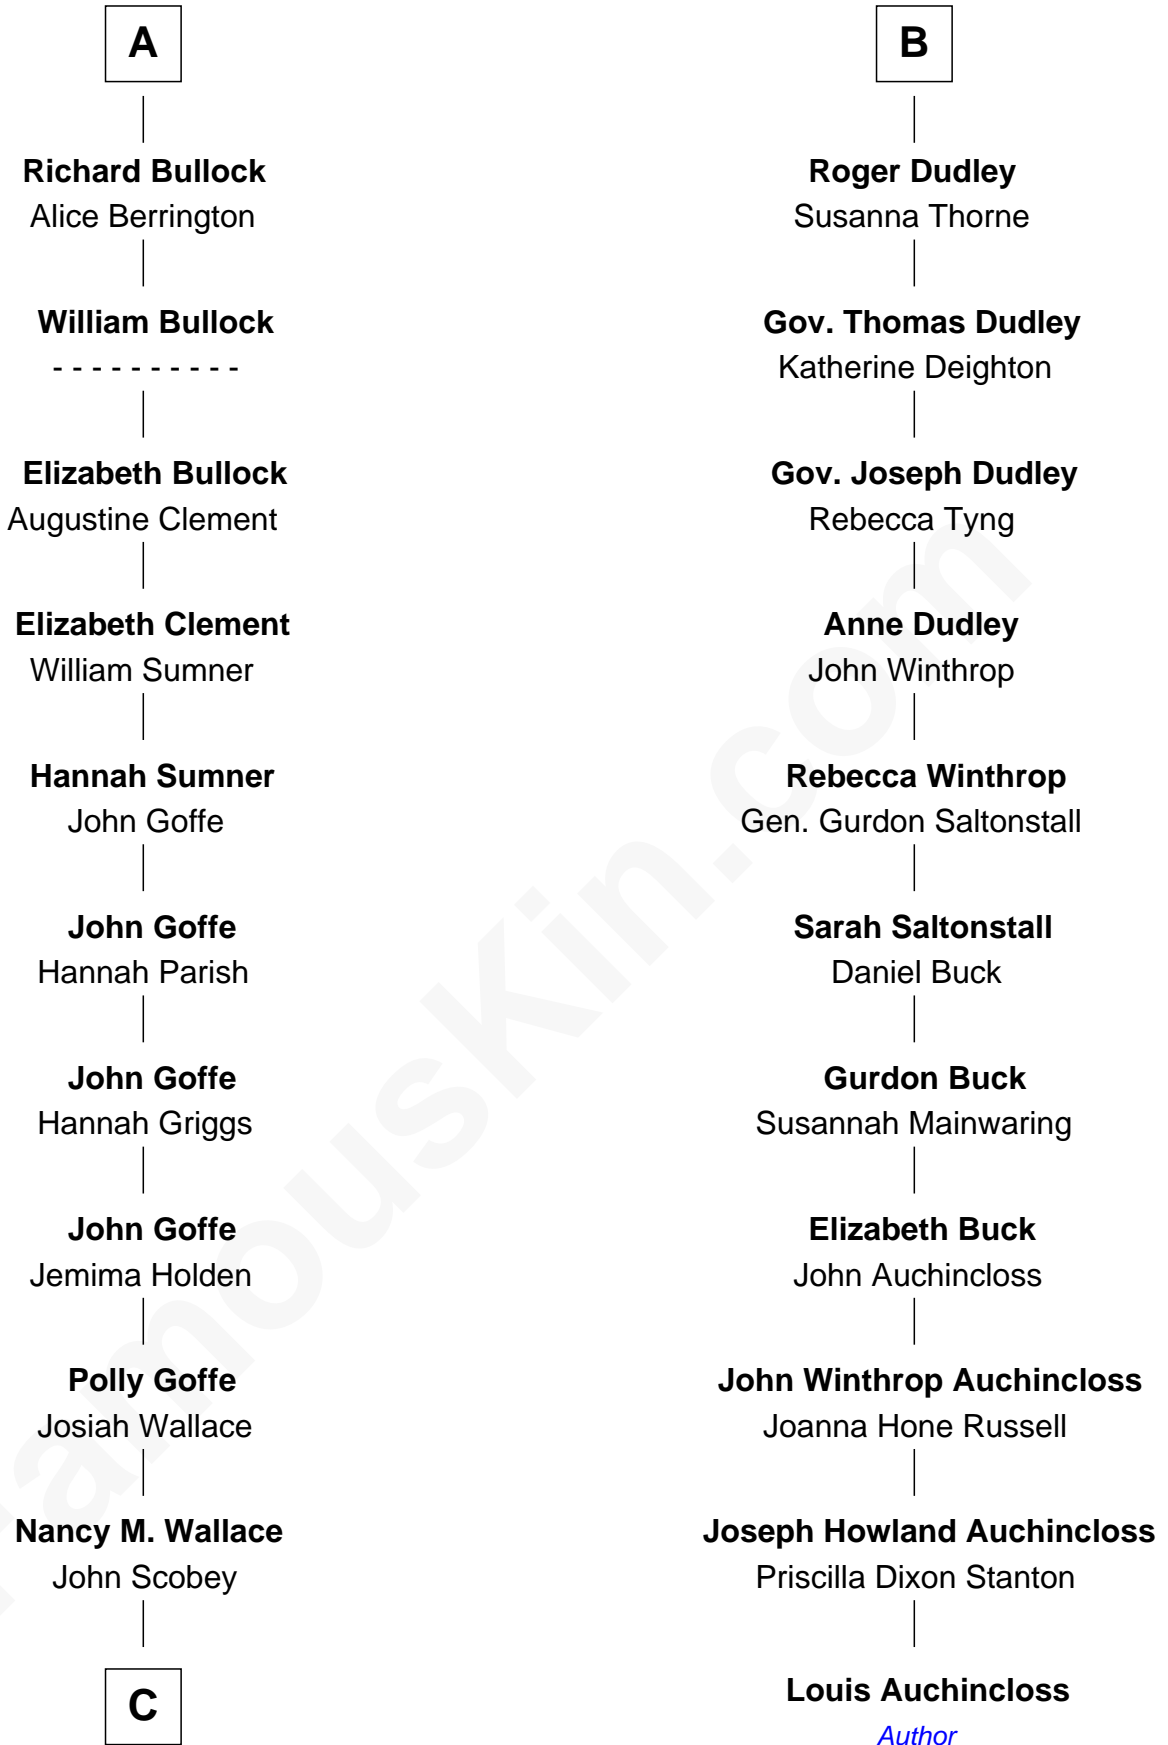 A
Richard Bullock
Alice Berrington
William Bullock
- - - - - - - - - -
Elizabeth Bullock
Augustine Clement
Elizabeth Clement
William Sumner
Hannah Sumner
John Goffe
John Goffe
Hannah Parish
John Goffe
Hannah Griggs
John Goffe
Jemima Holden
Polly Goffe
Josiah Wallace
Nancy M. Wallace
John Scobey
C
B
Roger Dudley
Susanna Thorne
Gov. Thomas Dudley
Katherine Deighton
Gov. Joseph Dudley
Rebecca Tyng
Anne Dudley
John Winthrop
Rebecca Winthrop
Gen. Gurdon Saltonstall
Sarah Saltonstall
Daniel Buck
Gurdon Buck
Susannah Mainwaring
Elizabeth Buck
John Auchincloss
John Winthrop Auchincloss
Joanna Hone Russell
Joseph Howland Auchincloss
Priscilla Dixon Stanton
Louis Auchincloss
Author
FamousKin.com